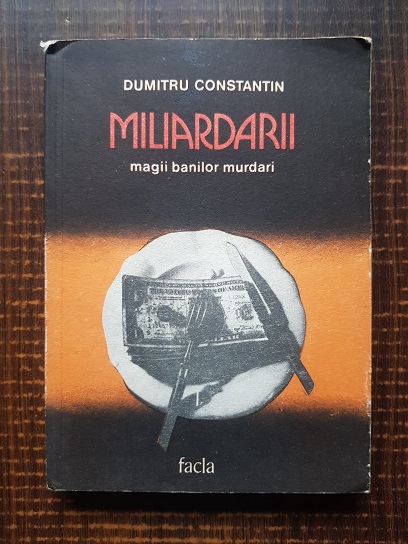 DUMITRU CONSTANTIN
MILIARDARII
magii banilor murdari
facla